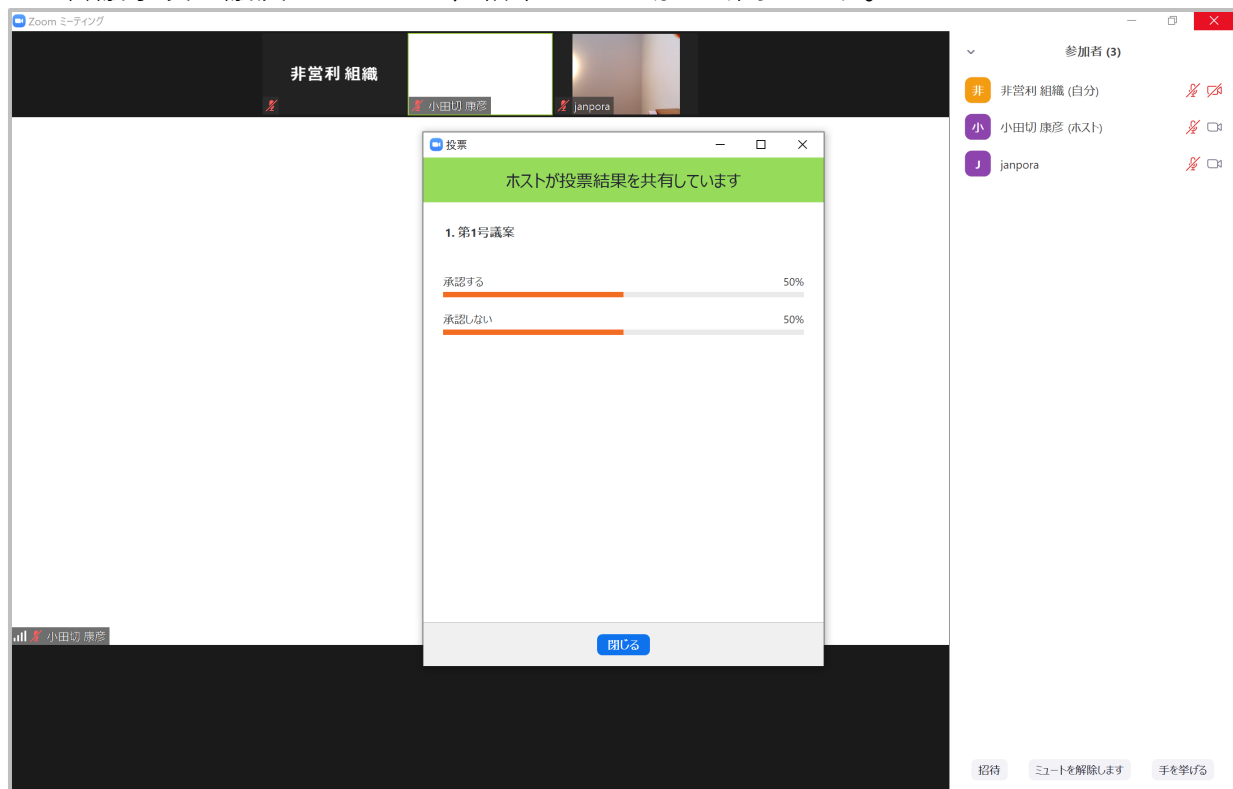 Zoom ミーティング
非営利 組織
小田切 康彦
janpora
投票
ホストが投票結果を共有しています
1. 第1号議案
承認する 50%
承認しない 50%
閉じる
小田切 康彦
参加者 (3)
非 非営利 組織 (自分)
小 小田切 康彦 (ホスト)
J janpora
招待 ミュートを解除します 手を挙げる